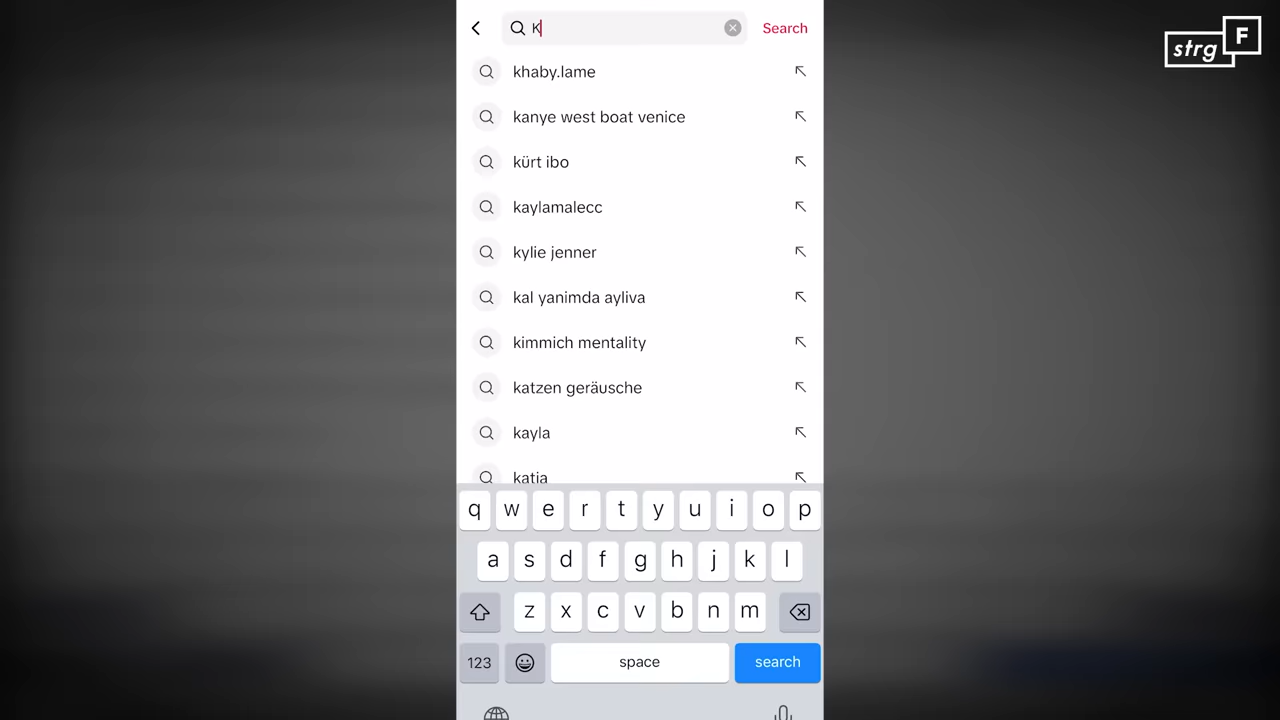 K
Search
strg F
khaby.lame
kanye west boat venice
kürt ibo
kaylamalecc
kylie jenner
kal yanimda ayliva
kimmich mentality
katzen geräusche
kayla
katja
q w e r t y u i o p
a s d f g h j k l
z x c v b n m
123 space search